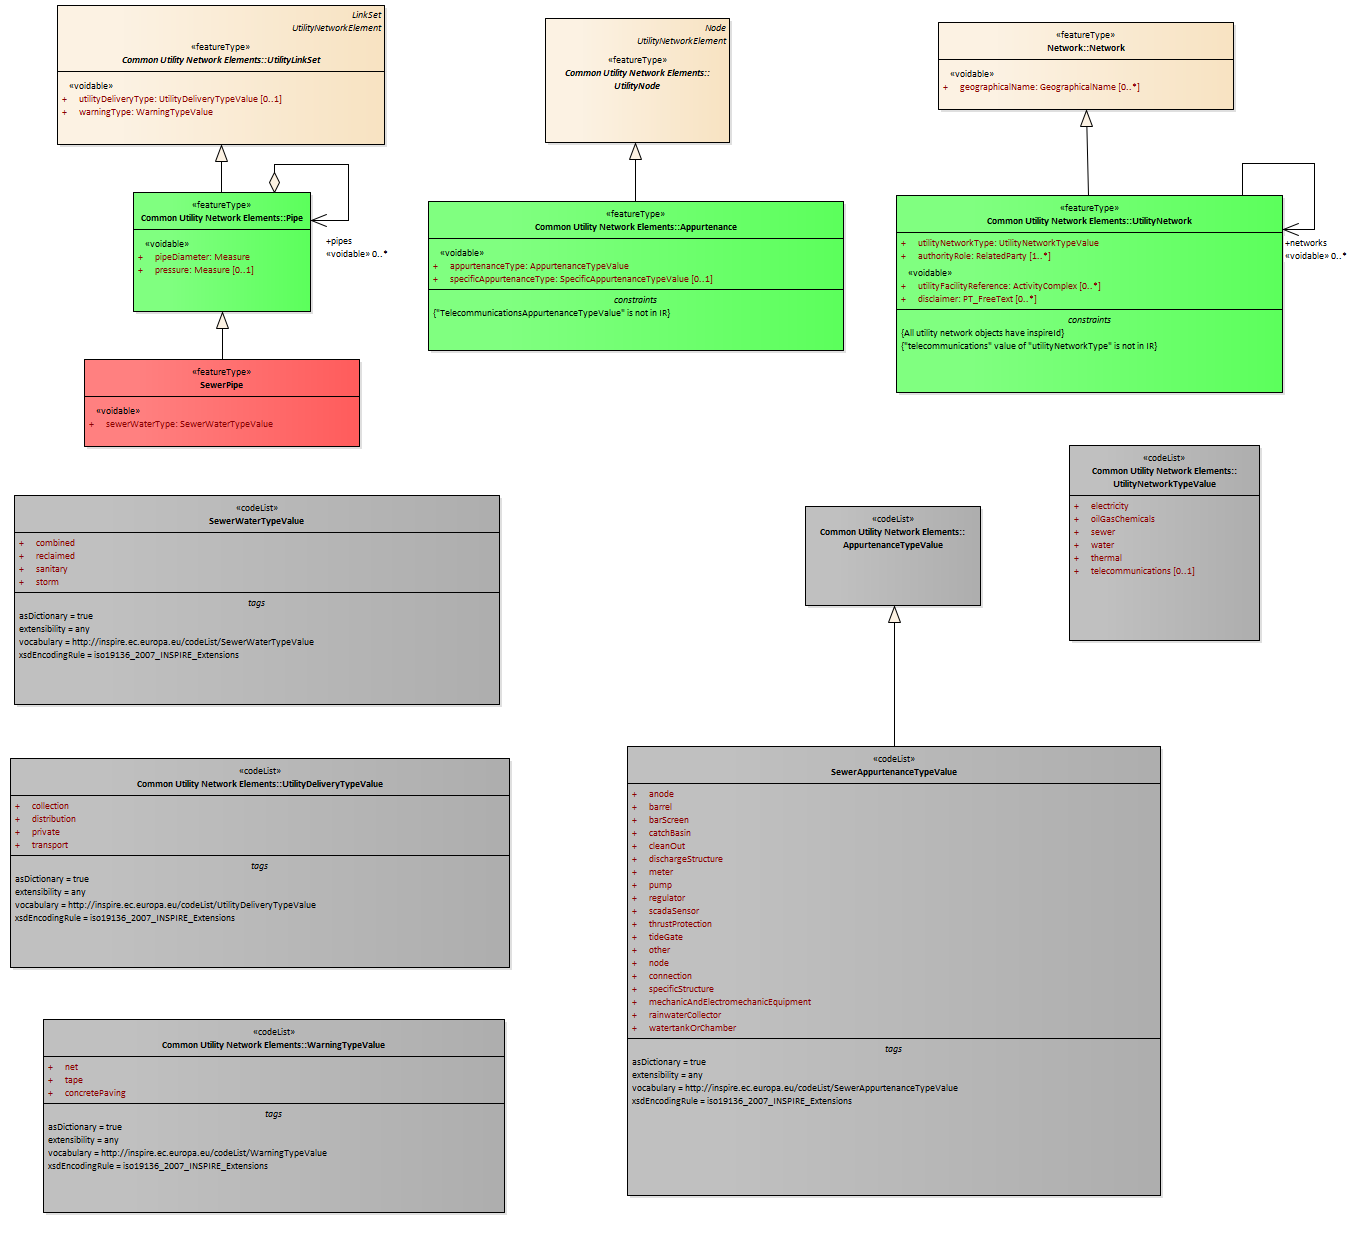 LinkSet
UtilityNetworkElement
«featureType»
Common Utility Network Elements::UtilityLinkSet
«voidable»
+ utilityDeliveryType: UtilityDeliveryTypeValue [0..1]
+ warningType: WarningTypeValue
Node
UtilityNetworkElement
«featureType»
Common Utility Network Elements::
UtilityNode
«featureType»
Network::Network
«voidable»
+ geographicalName: GeographicalName [0..*]
«featureType»
Common Utility Network Elements::Pipe
«voidable»
+ pipeDiameter: Measure
+ pressure: Measure [0..1]
+pipes
«voidable» 0..*
«featureType»
Common Utility Network Elements::Appurtenance
«voidable»
+ appurtenanceType: AppurtenanceTypeValue
+ specificAppurtenanceType: SpecificAppurtenanceTypeValue [0..1]
constraints
{"TelecommunicationsAppurtenanceTypeValue" is not in IR}
«featureType»
Common Utility Network Elements::UtilityNetwork
+ utilityNetworkType: UtilityNetworkTypeValue
+ authorityRole: RelatedParty [1..*]
«voidable»
+ utilityFacilityReference: ActivityComplex [0..*]
+ disclaimer: PT_FreeText [0..*]
constraints
{All utility network objects have inspireId}
{"telecommunications" value of "utilityNetworkType" is not in IR}
+networks
«voidable» 0..*
«featureType»
SewerPipe
«voidable»
+ sewerWaterType: SewerWaterTypeValue
«codeList»
Common Utility Network Elements::
UtilityNetworkTypeValue
+ electricity
+ oilGasChemicals
+ sewer
+ water
+ thermal
+ telecommunications [0..1]
«codeList»
SewerWaterTypeValue
+ combined
+ reclaimed
+ sanitary
+ storm
tags
asDictionary = true
extensibility = any
vocabulary = http://inspire.ec.europa.eu/codeList/SewerWaterTypeValue
xsdEncodingRule = iso19136_2007_INSPIRE_Extensions
«codeList»
Common Utility Network Elements::
AppurtenanceTypeValue
«codeList»
Common Utility Network Elements::UtilityDeliveryTypeValue
+ collection
+ distribution
+ private
+ transport
tags
asDictionary = true
extensibility = any
vocabulary = http://inspire.ec.europa.eu/codeList/UtilityDeliveryTypeValue
xsdEncodingRule = iso19136_2007_INSPIRE_Extensions
«codeList»
SewerAppurtenanceTypeValue
+ anode
+ barrel
+ barScreen
+ catchBasin
+ cleanOut
+ dischargeStructure
+ meter
+ pump
+ regulator
+ scadaSensor
+ thrustProtection
+ tideGate
+ other
+ node
+ connection
+ specificStructure
+ mechanicAndElectromechanicEquipment
+ rainwaterCollector
+ watertankOrChamber
tags
asDictionary = true
extensibility = any
vocabulary = http://inspire.ec.europa.eu/codeList/SewerAppurtenanceTypeValue
xsdEncodingRule = iso19136_2007_INSPIRE_Extensions
«codeList»
Common Utility Network Elements::WarningTypeValue
+ net
+ tape
+ concretePaving
tags
asDictionary = true
extensibility = any
vocabulary = http://inspire.ec.europa.eu/codeList/WarningTypeValue
xsdEncodingRule = iso19136_2007_INSPIRE_Extensions